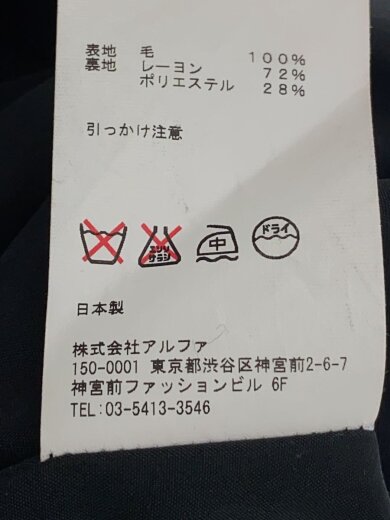 表地 毛 100%
裏地 レーヨン 72%
ポリエステル 28%
引っかけ注意
エンソサラシ
中
ドライ
日本製
株式会社アルファ
150-0001 東京都渋谷区神宮前2-6-7
神宮前ファッションビル 6F
TEL:03-5413-3546